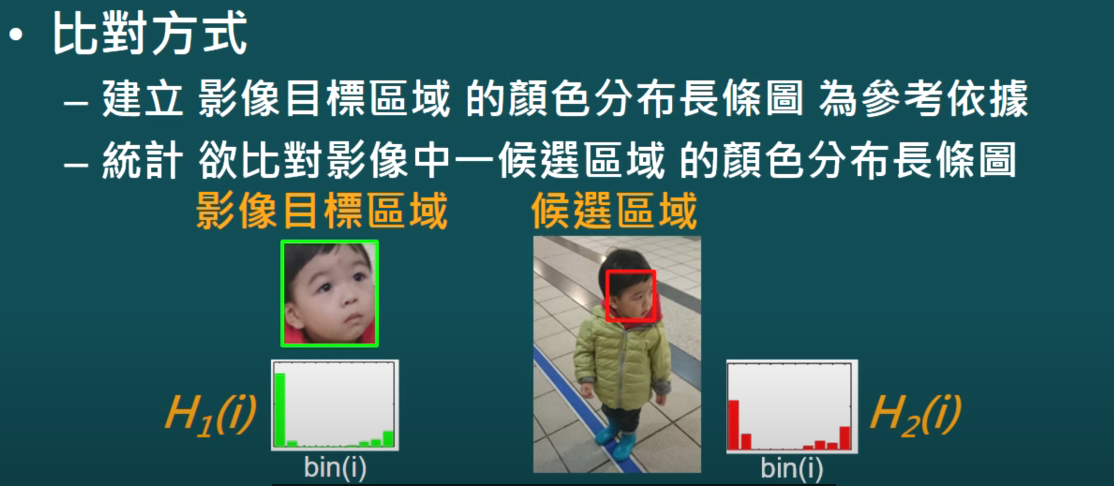 • 比對方式
– 建立 影像目標區域 的顏色分布長條圖 為參考依據
– 統計 欲比對影像中一候選區域 的顏色分布長條圖
影像目標區域 候選區域
H₁(i) H₂(i)
bin(i) bin(i)